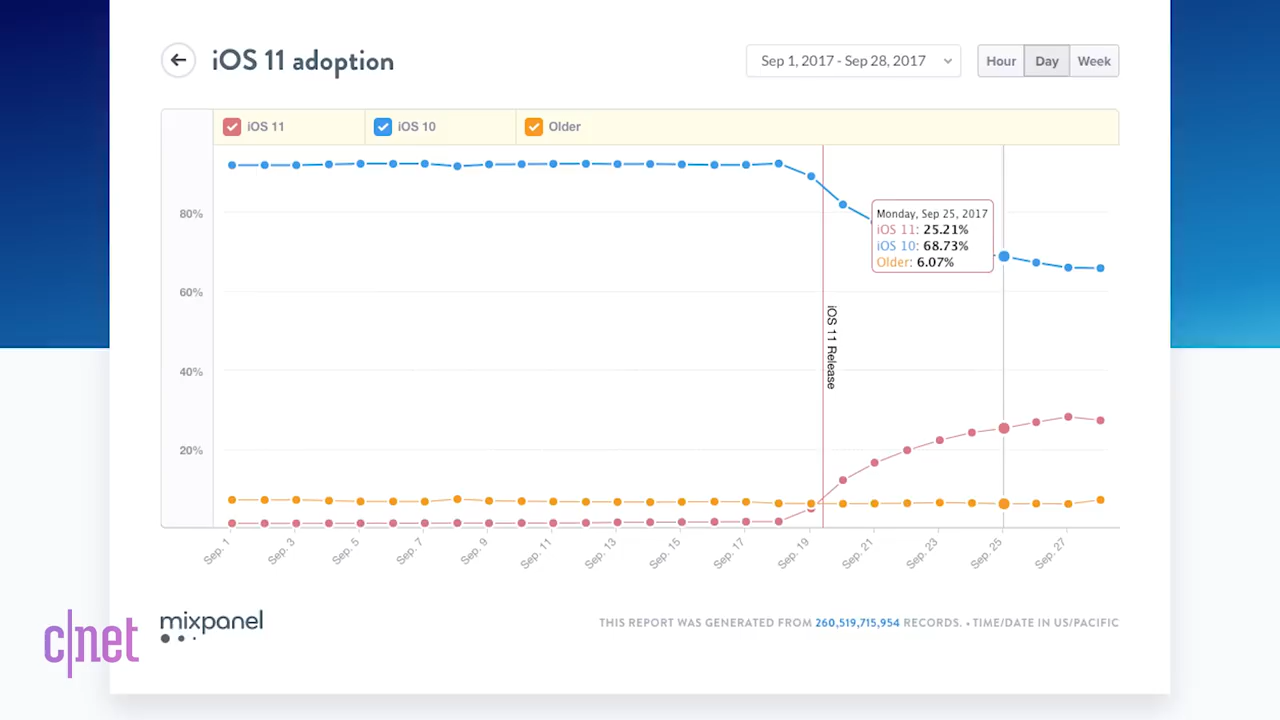 iOS 11 adoption
Sep 1, 2017 - Sep 28, 2017
Hour Day Week
iOS 11
iOS 10
Older
80%
60%
40%
20%
Monday, Sep 25, 2017
iOS 11: 25.21%
iOS 10: 68.73%
Older: 6.07%
iOS 11 Release
Sep. 1
Sep. 3
Sep. 5
Sep. 7
Sep. 9
Sep. 11
Sep. 13
Sep. 15
Sep. 17
Sep. 19
Sep. 21
Sep. 23
Sep. 25
Sep. 27
c|net
mixpanel
THIS REPORT WAS GENERATED FROM 260,519,715,954 RECORDS. • TIME/DATE IN US/PACIFIC